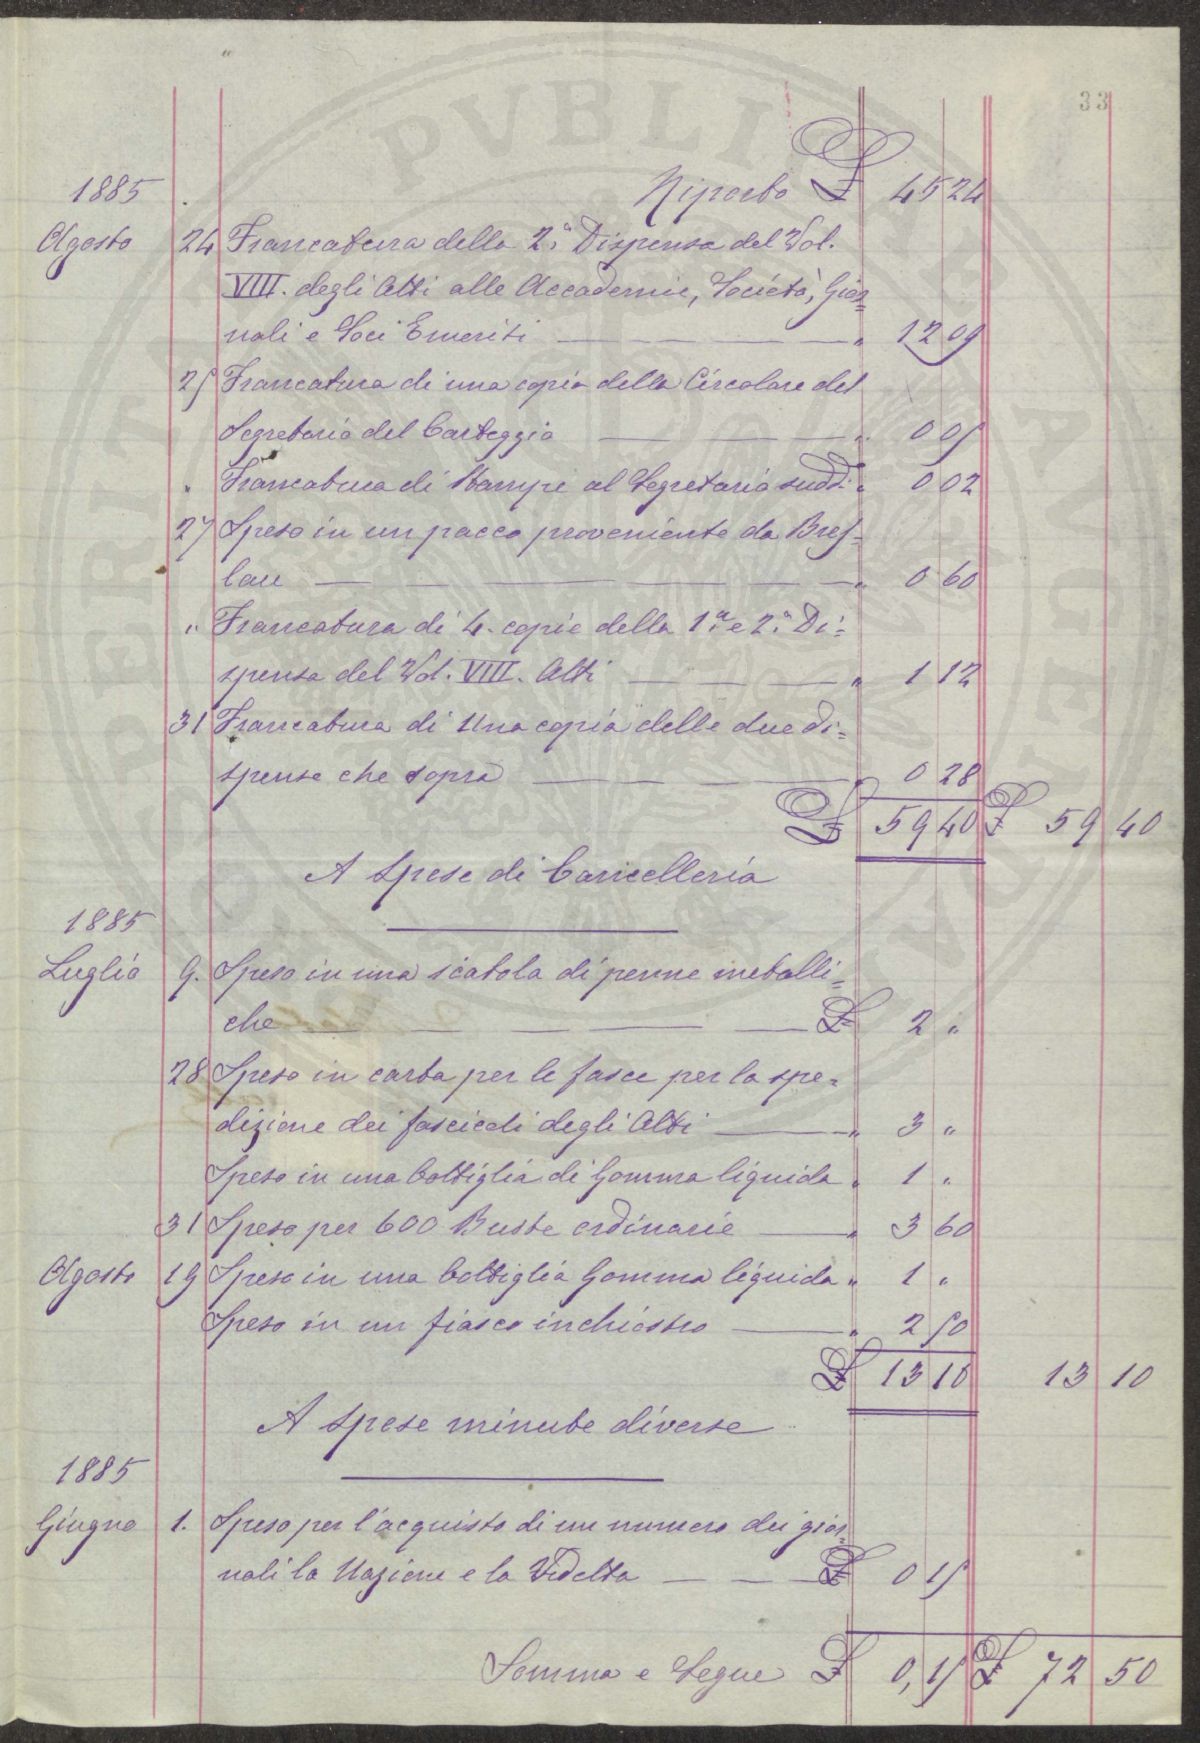 33
1885 Riporto £ 45 24
Agosto 24 Francatura della 2.a Dispensa del Vol.
VIII. degli Atti alle Accademie, Società, Gior=
nali e Soci Emeriti — — — — — " 12 09
25 Francatura di una copia della Circolare del
Segretario del Carteggio — — — — " 0 05
" Francatura di Stampe al Segretario sudd.o " 0 02
27 Speso in un pacco proveniente da Bres=
lau — — — — — — " 0 60
" Francatura di 4. copie della 1.a e 2.a Di=
spensa del Vol. VIII. Atti — — — — " 1 12
31 Francatura di Una copia delle due di=
spense che sopra — — — — " 0 28
£ 59 40 £ 59 40
A Spese di Cancelleria
1885
Luglio 9. Speso in una scatola di penne metalli=
che — — — — — £ 2 "
28 Speso in carta per le fasce per la spe=
dizione dei fascicoli degli Atti — " 3 "
Speso in una bottiglia di Gomma liquida " 1 "
31 Speso per 600 Buste ordinarie — " 3 60
Agosto 19 Speso in una bottiglia Gomma liquida " 1 "
Speso in un fiasco inchiostro — " 2 50
£ 13 10 13 10
A Spese minute diverse
1885
Giugno 1. Speso per l'acquisto di un numero dei gior=
nali la Nazione e la Vedetta — — — £ 0 15
Somma e Segue £ 0,15 £ 72 50